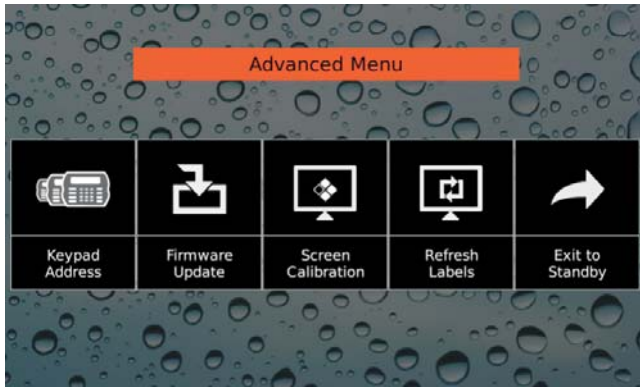 Advanced Menu
Keypad
Address
Firmware
Update
Screen
Calibration
Refresh
Labels
Exit to
Standby